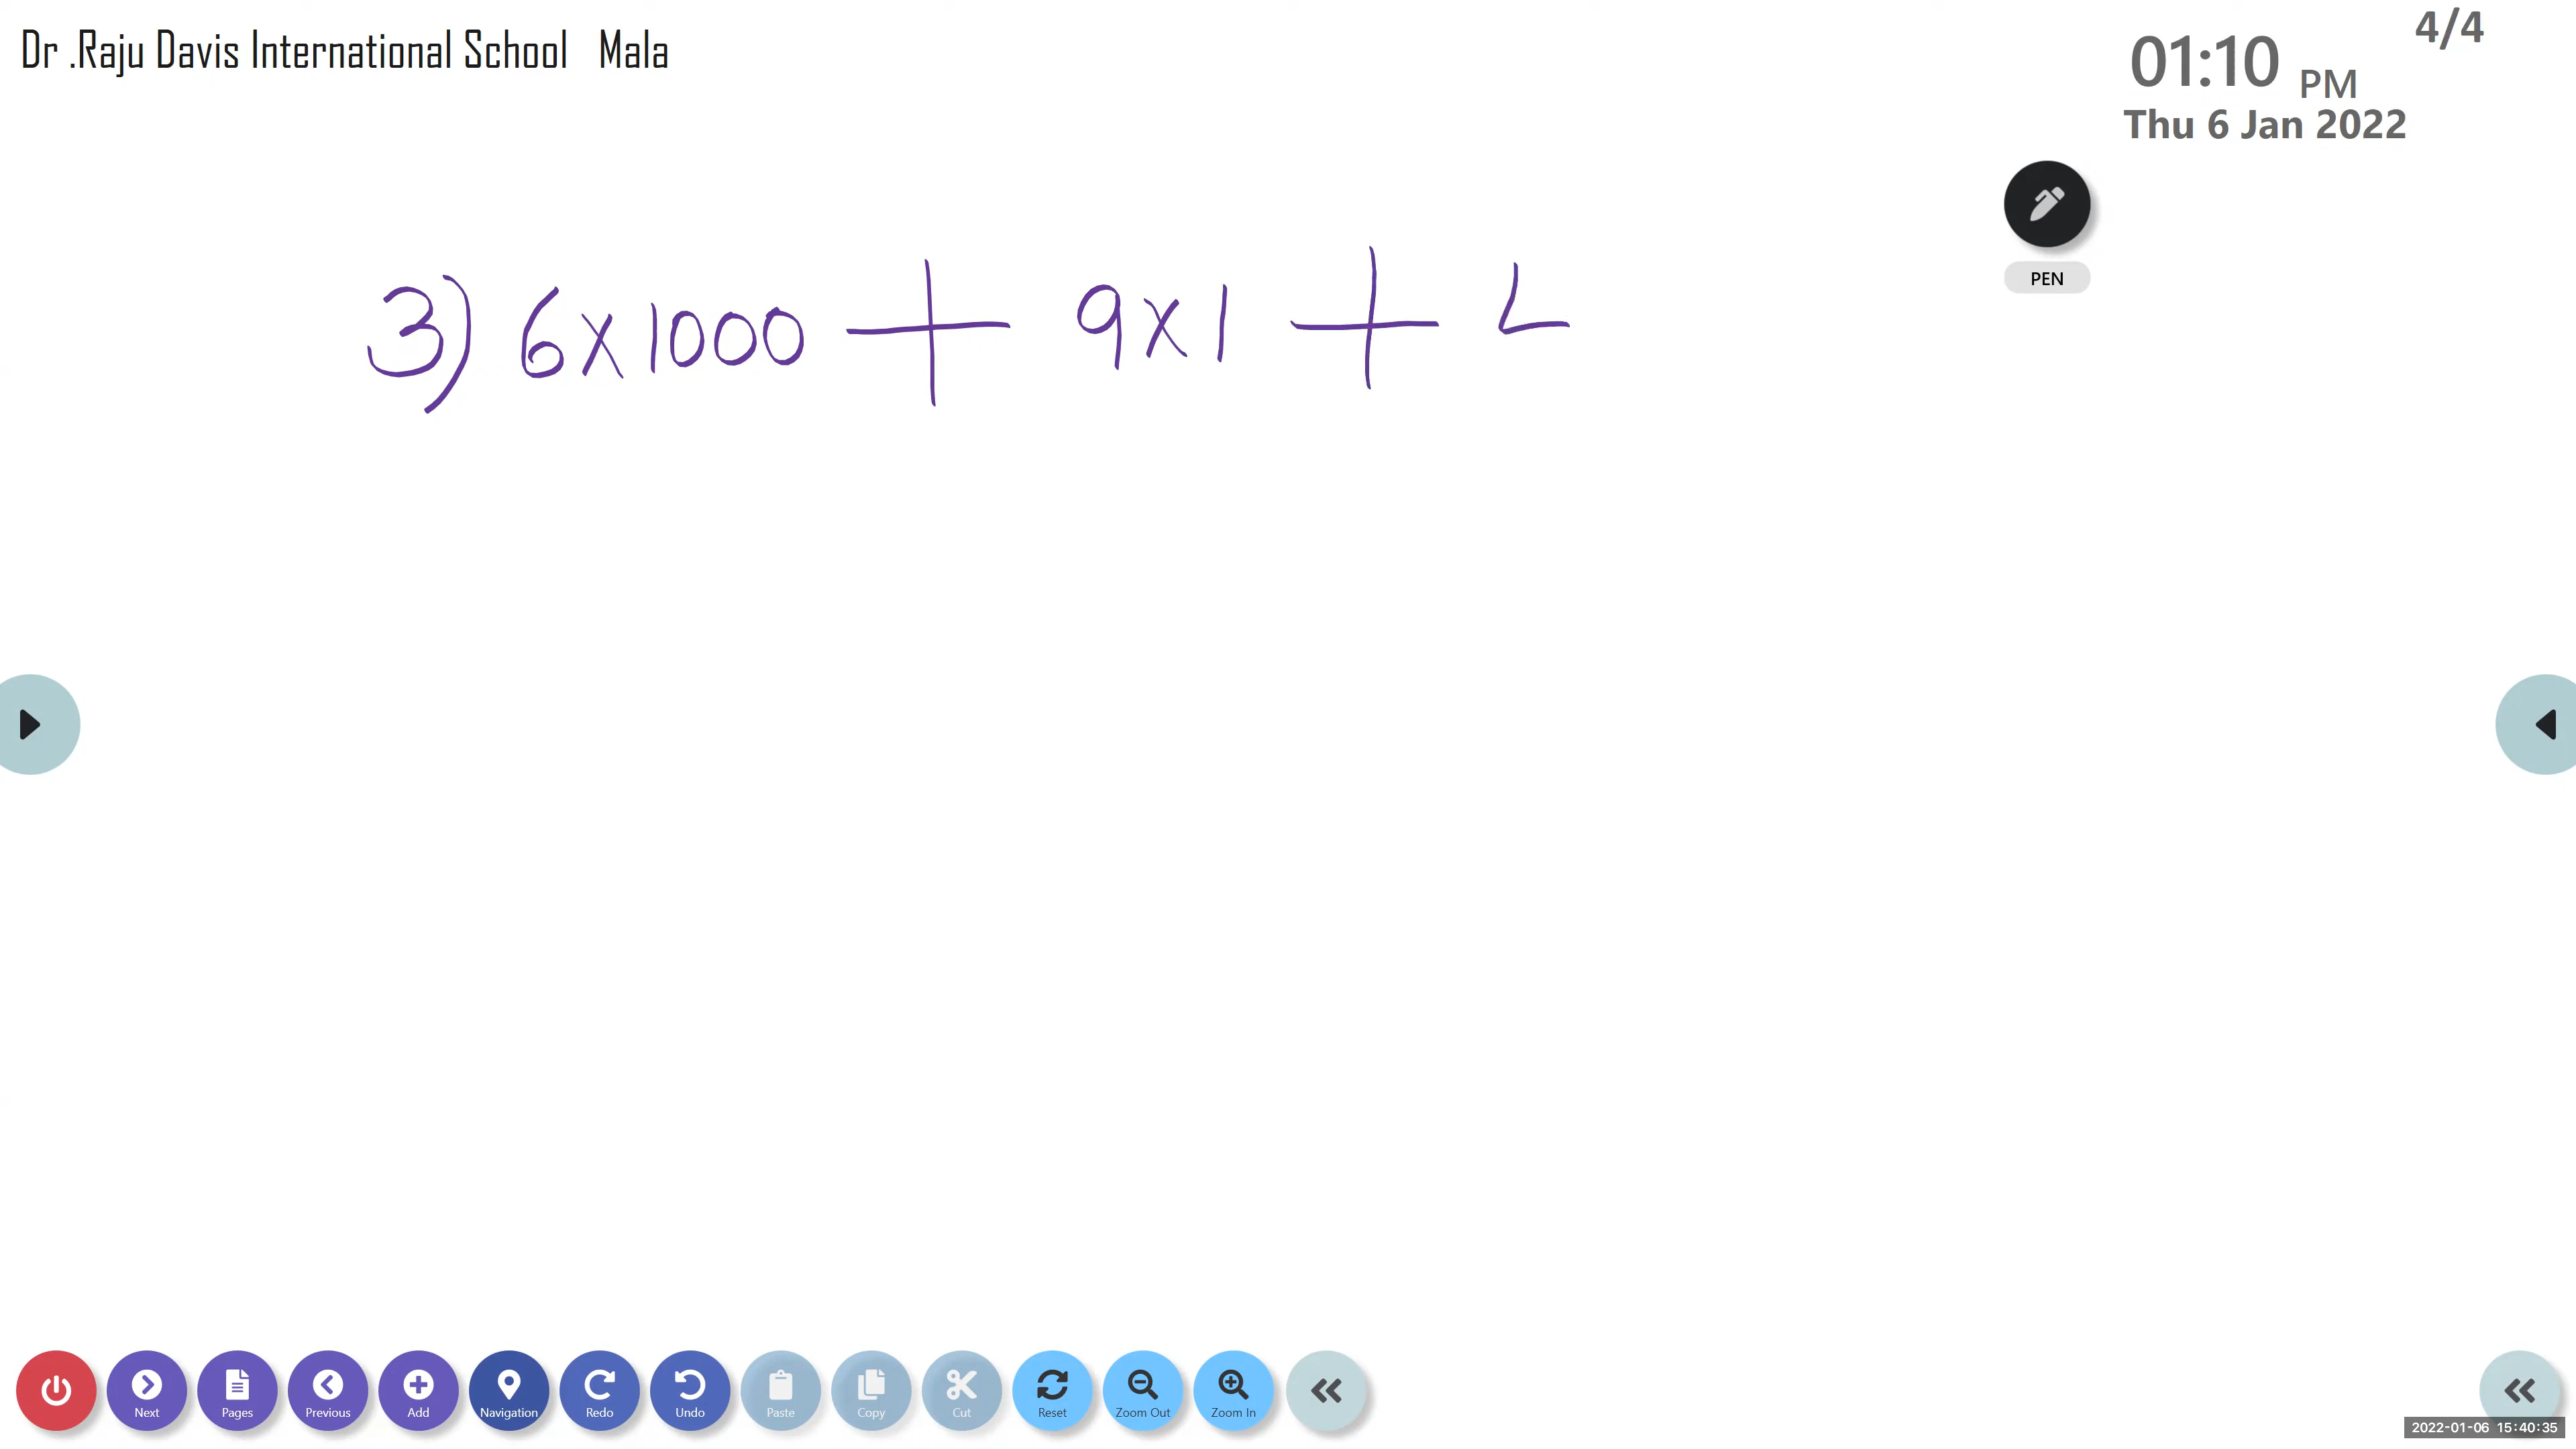 Dr .Raju Davis International School Mala
4/4
01:10 PM
Thu 6 Jan 2022
PEN
3) 6x1000 + 9x1 +
Next Pages Previous Add Navigation Redo Undo Paste Copy Cut Reset Zoom Out Zoom In
2022-01-06 15:40:35